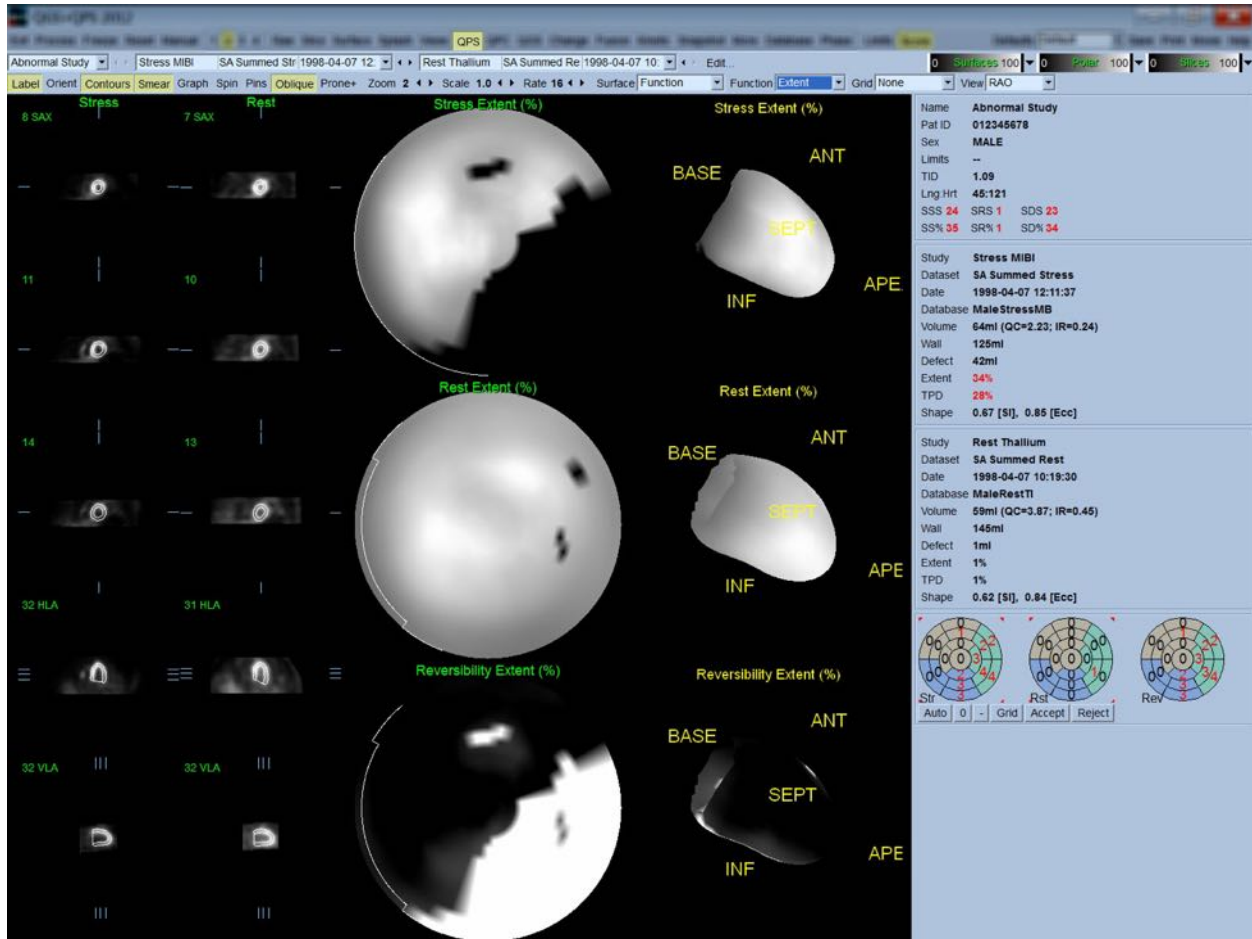 QGS+QPS 2012
QPS
Abnormal Study Stress MIBI SA Summed Str 1998-04-07 12: Rest Thallium SA Summed Re 1998-04-07 10: Edit... 0 Surfaces 100 0 Polar 100 0 Slices 100
Label Orient Contours Smear Graph Spin Pins Oblique Prone+ Zoom 2 Scale 1.0 Rate 16 Surface Function Function Extent Grid None View RAO
Stress Rest
8 SAX 7 SAX
11 10
14 13
32 HLA 31 HLA
32 VLA 32 VLA
Stress Extent (%)
Rest Extent (%)
Reversibility Extent (%)
Stress Extent (%)
ANT
BASE
SEPT
APE
INF
Rest Extent (%)
ANT
BASE
SEPT
APE
INF
Reversibility Extent (%)
ANT
BASE
SEPT
APE
INF
Name Abnormal Study
Pat ID 012345678
Sex MALE
Limits --
TID 1.09
Lng:Hrt 45:121
SSS 24 SRS 1 SDS 23
SS% 35 SR% 1 SD% 34
Study Stress MIBI
Dataset SA Summed Stress
Date 1998-04-07 12:11:37
Database MaleStressMB
Volume 64ml (QC=2.23; IR=0.24)
Wall 125ml
Defect 42ml
Extent 34%
TPD 28%
Shape 0.67 [SI], 0.85 [Ecc]
Study Rest Thallium
Dataset SA Summed Rest
Date 1998-04-07 10:19:30
Database MaleRestTl
Volume 59ml (QC=3.87; IR=0.45)
Wall 145ml
Defect 1ml
Extent 1%
TPD 1%
Shape 0.62 [SI], 0.84 [Ecc]
Str Rst Rev
Auto 0 - Grid Accept Reject